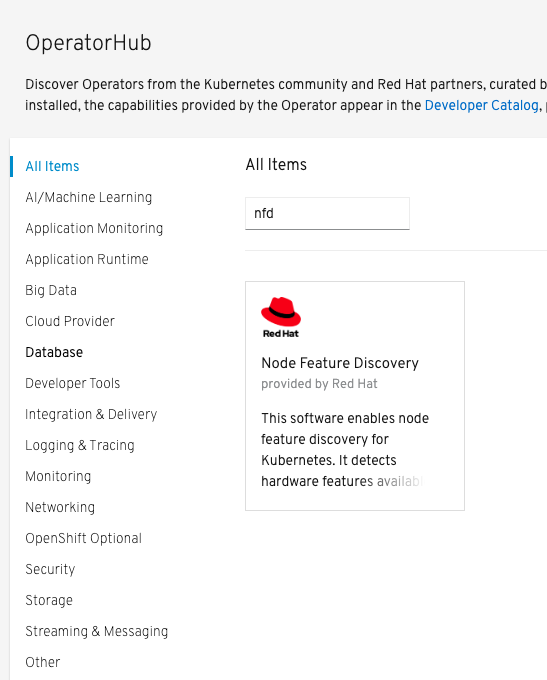 OperatorHub
Discover Operators from the Kubernetes community and Red Hat partners, curated b
installed, the capabilities provided by the Operator appear in the Developer Catalog,
All Items
AI/Machine Learning
Application Monitoring
Application Runtime
Big Data
Cloud Provider
Database
Developer Tools
Integration & Delivery
Logging & Tracing
Monitoring
Networking
OpenShift Optional
Security
Storage
Streaming & Messaging
Other
All Items
nfd
Red Hat
Node Feature Discovery
provided by Red Hat
This software enables node
feature discovery for
Kubernetes. It detects
hardware features availab